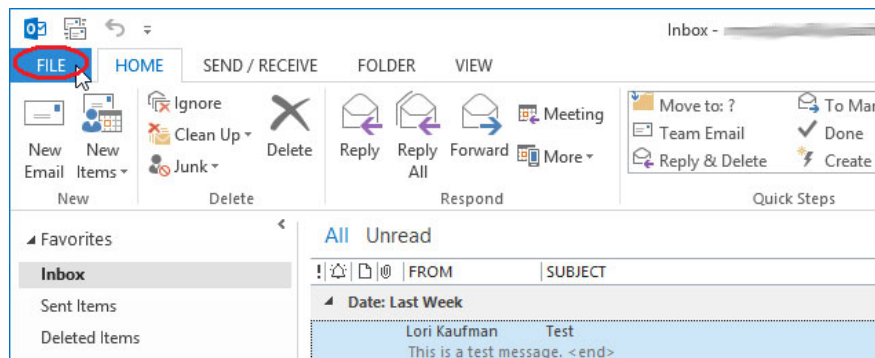 Inbox -
FILE HOME SEND / RECEIVE FOLDER VIEW
New Email
New Items
Ignore
Clean Up
Junk
Delete
Reply
Reply All
Forward
Meeting
More
Move to: ?
Team Email
Reply & Delete
To Mar
Done
Create
New Delete Respond Quick Steps
Favorites
Inbox
Sent Items
Deleted Items
All Unread
! FROM SUBJECT
Date: Last Week
Lori Kaufman Test
This is a test message. <end>